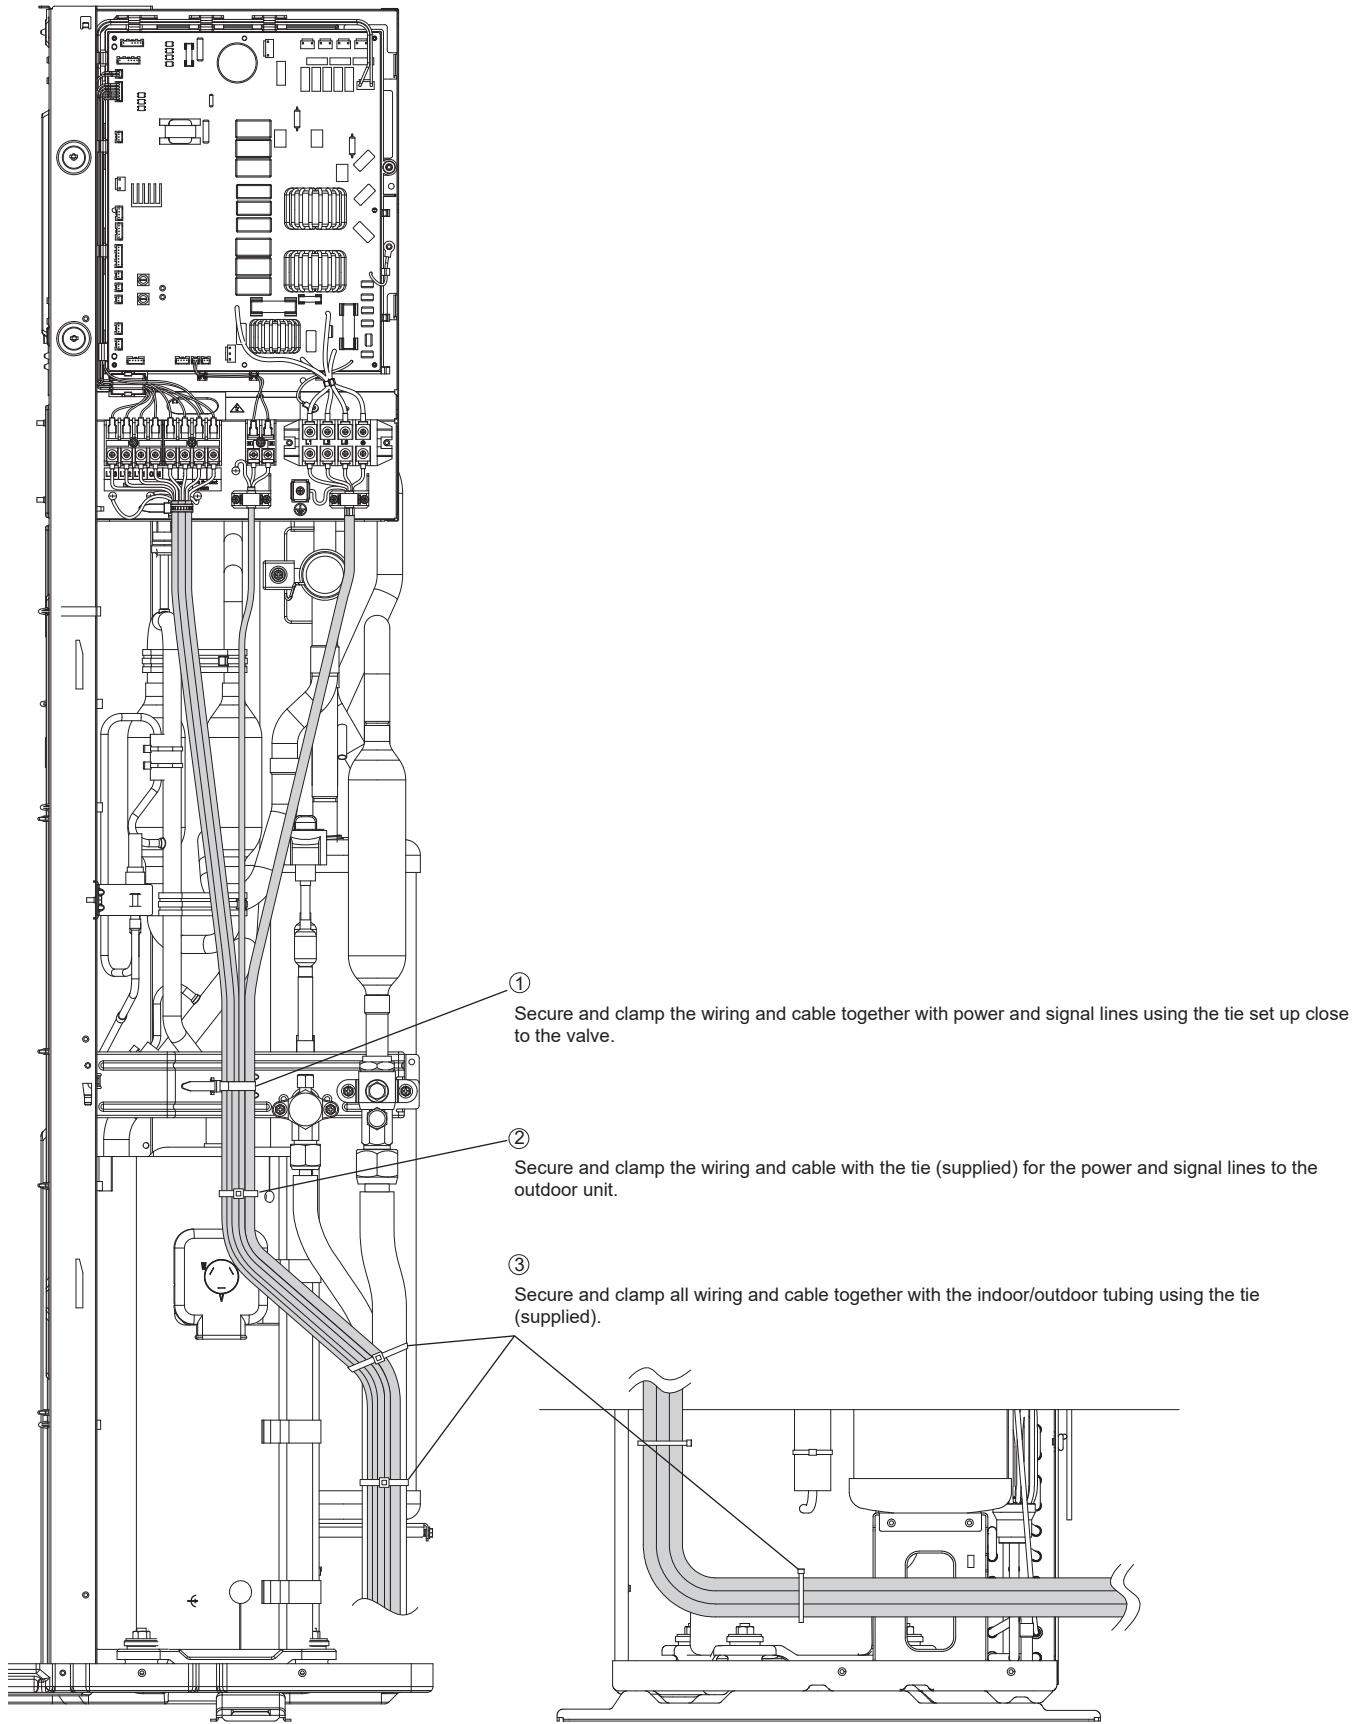 L1 L2 L3
①
Secure and clamp the wiring and cable together with power and signal lines using the tie set up close
to the valve.
②
Secure and clamp the wiring and cable with the tie (supplied) for the power and signal lines to the
outdoor unit.
③
Secure and clamp all wiring and cable together with the indoor/outdoor tubing using the tie
(supplied).